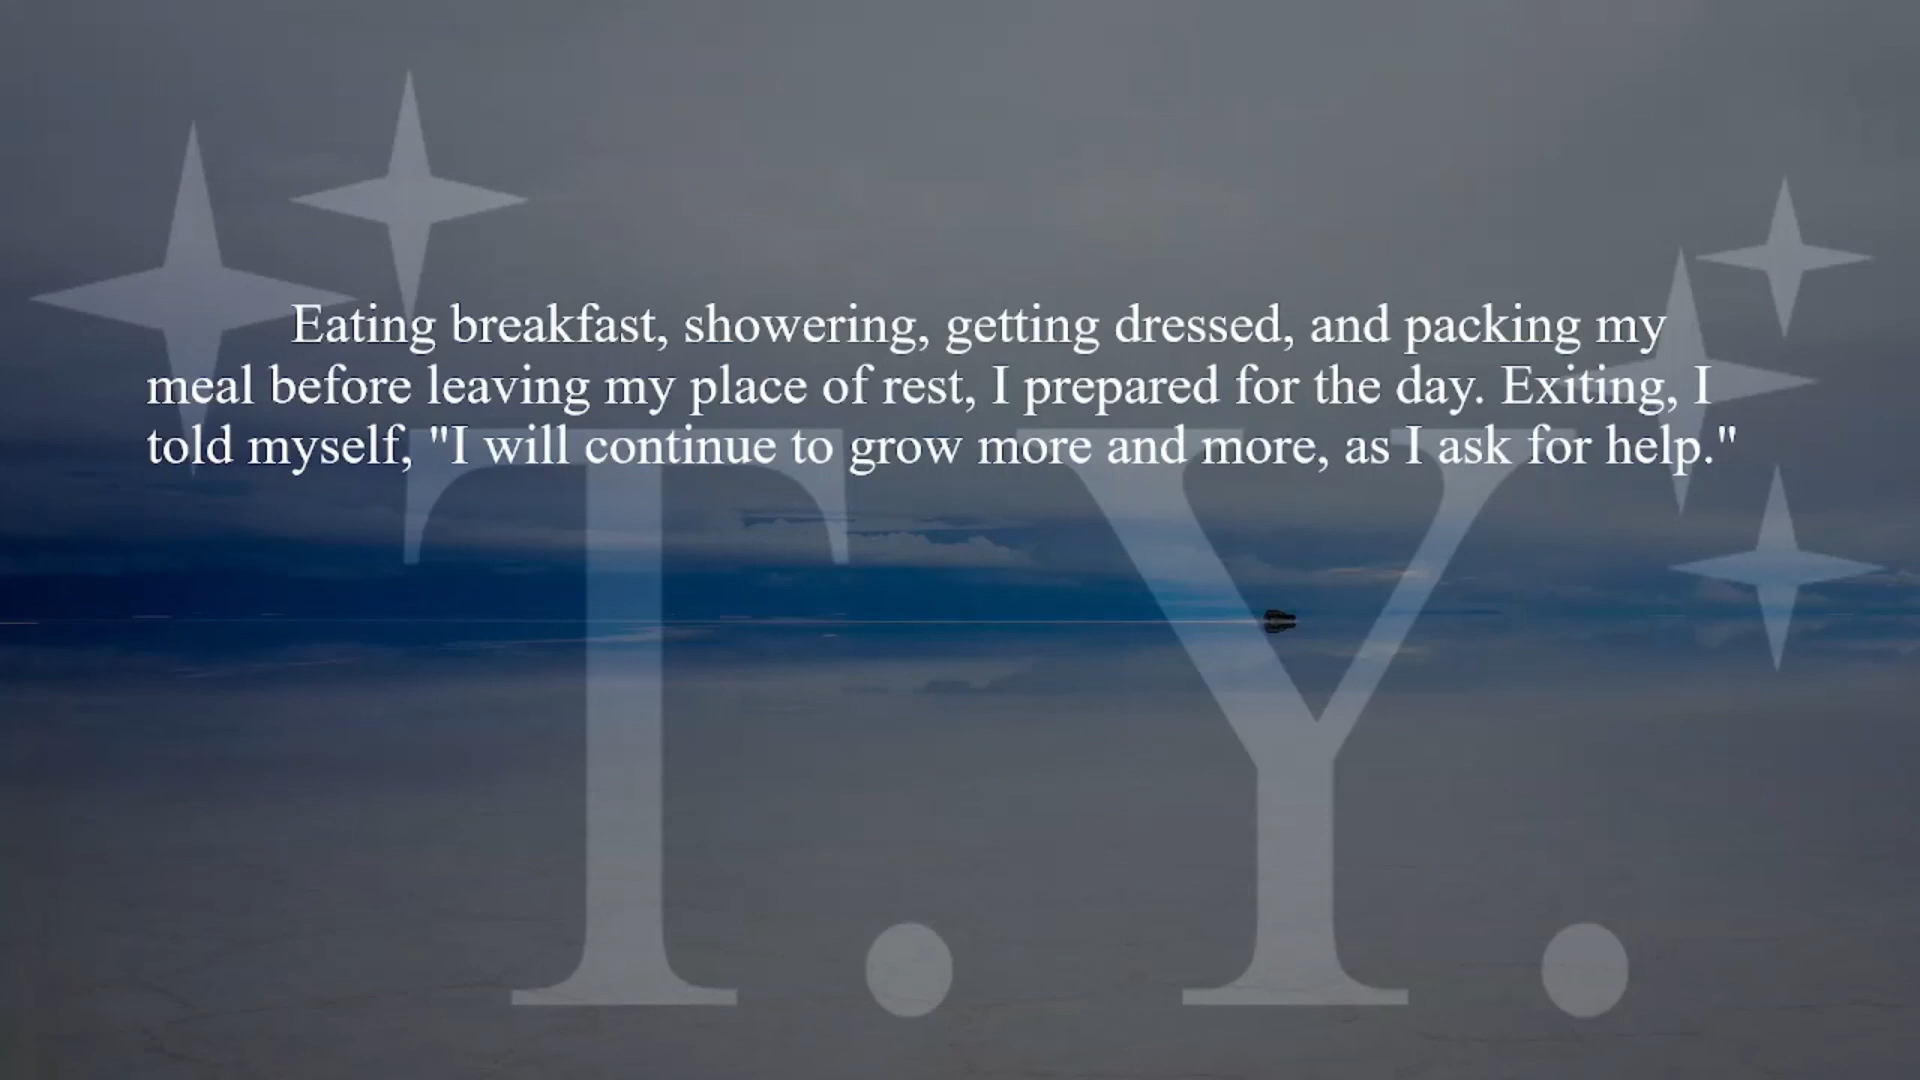 Eating breakfast, showering, getting dressed, and packing my
meal before leaving my place of rest, I prepared for the day. Exiting, I
told myself, "I will continue to grow more and more, as I ask for help."
T.Y.